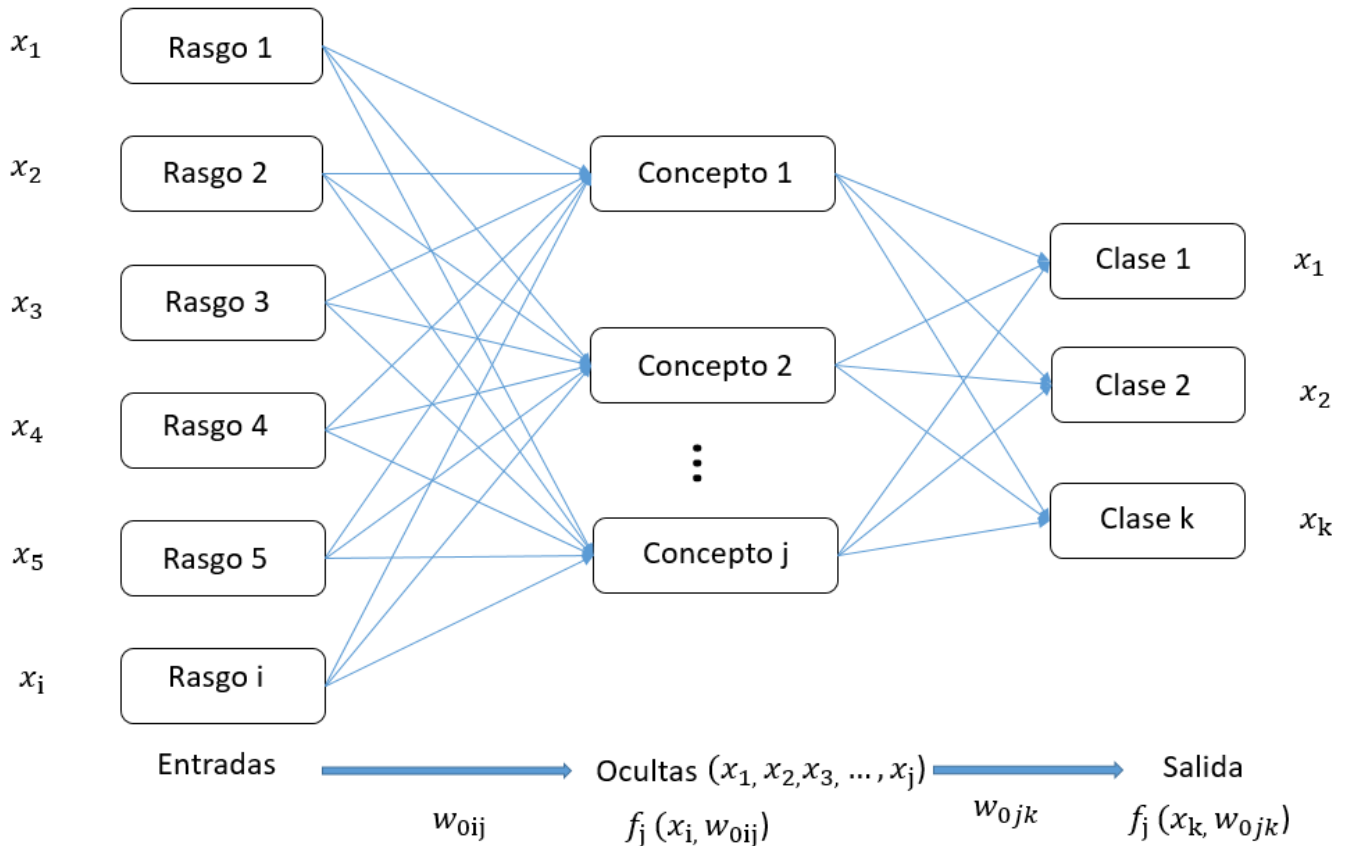 x₁ Rasgo 1
x₂ Rasgo 2 Concepto 1
Clase 1 x₁
x₃ Rasgo 3
Concepto 2 Clase 2 x₂
x₄ Rasgo 4
⋮
Clase k xₖ
x₅ Rasgo 5 Concepto j
xᵢ Rasgo i
Entradas Ocultas (x₁, x₂,x₃, … , xⱼ) Salida
w₀ᵢⱼ fⱼ (xᵢ, w₀ᵢⱼ) w₀ⱼₖ fⱼ (xₖ, w₀ⱼₖ)